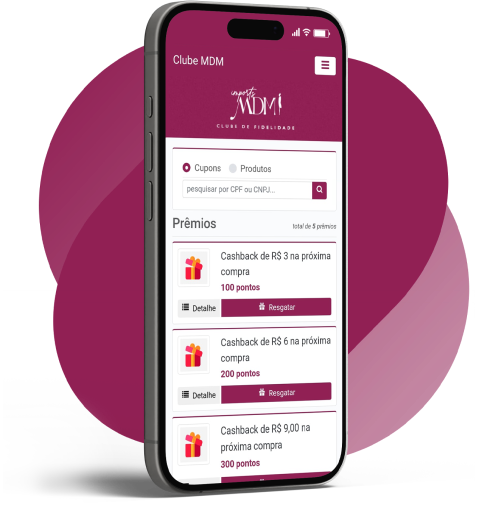 Clube MDM
imports
MDM
CLUBE DE FIDELIDADE
Cupons Produtos
pesquisar por CPF ou CNPJ...
Prêmios total de 5 prêmios
Cashback de R$ 3 na próxima
compra
100 pontos
Detalhe Resgatar
Cashback de R$ 6 na próxima
compra
200 pontos
Detalhe Resgatar
Cashback de R$ 9,00 na
próxima compra
300 pontos